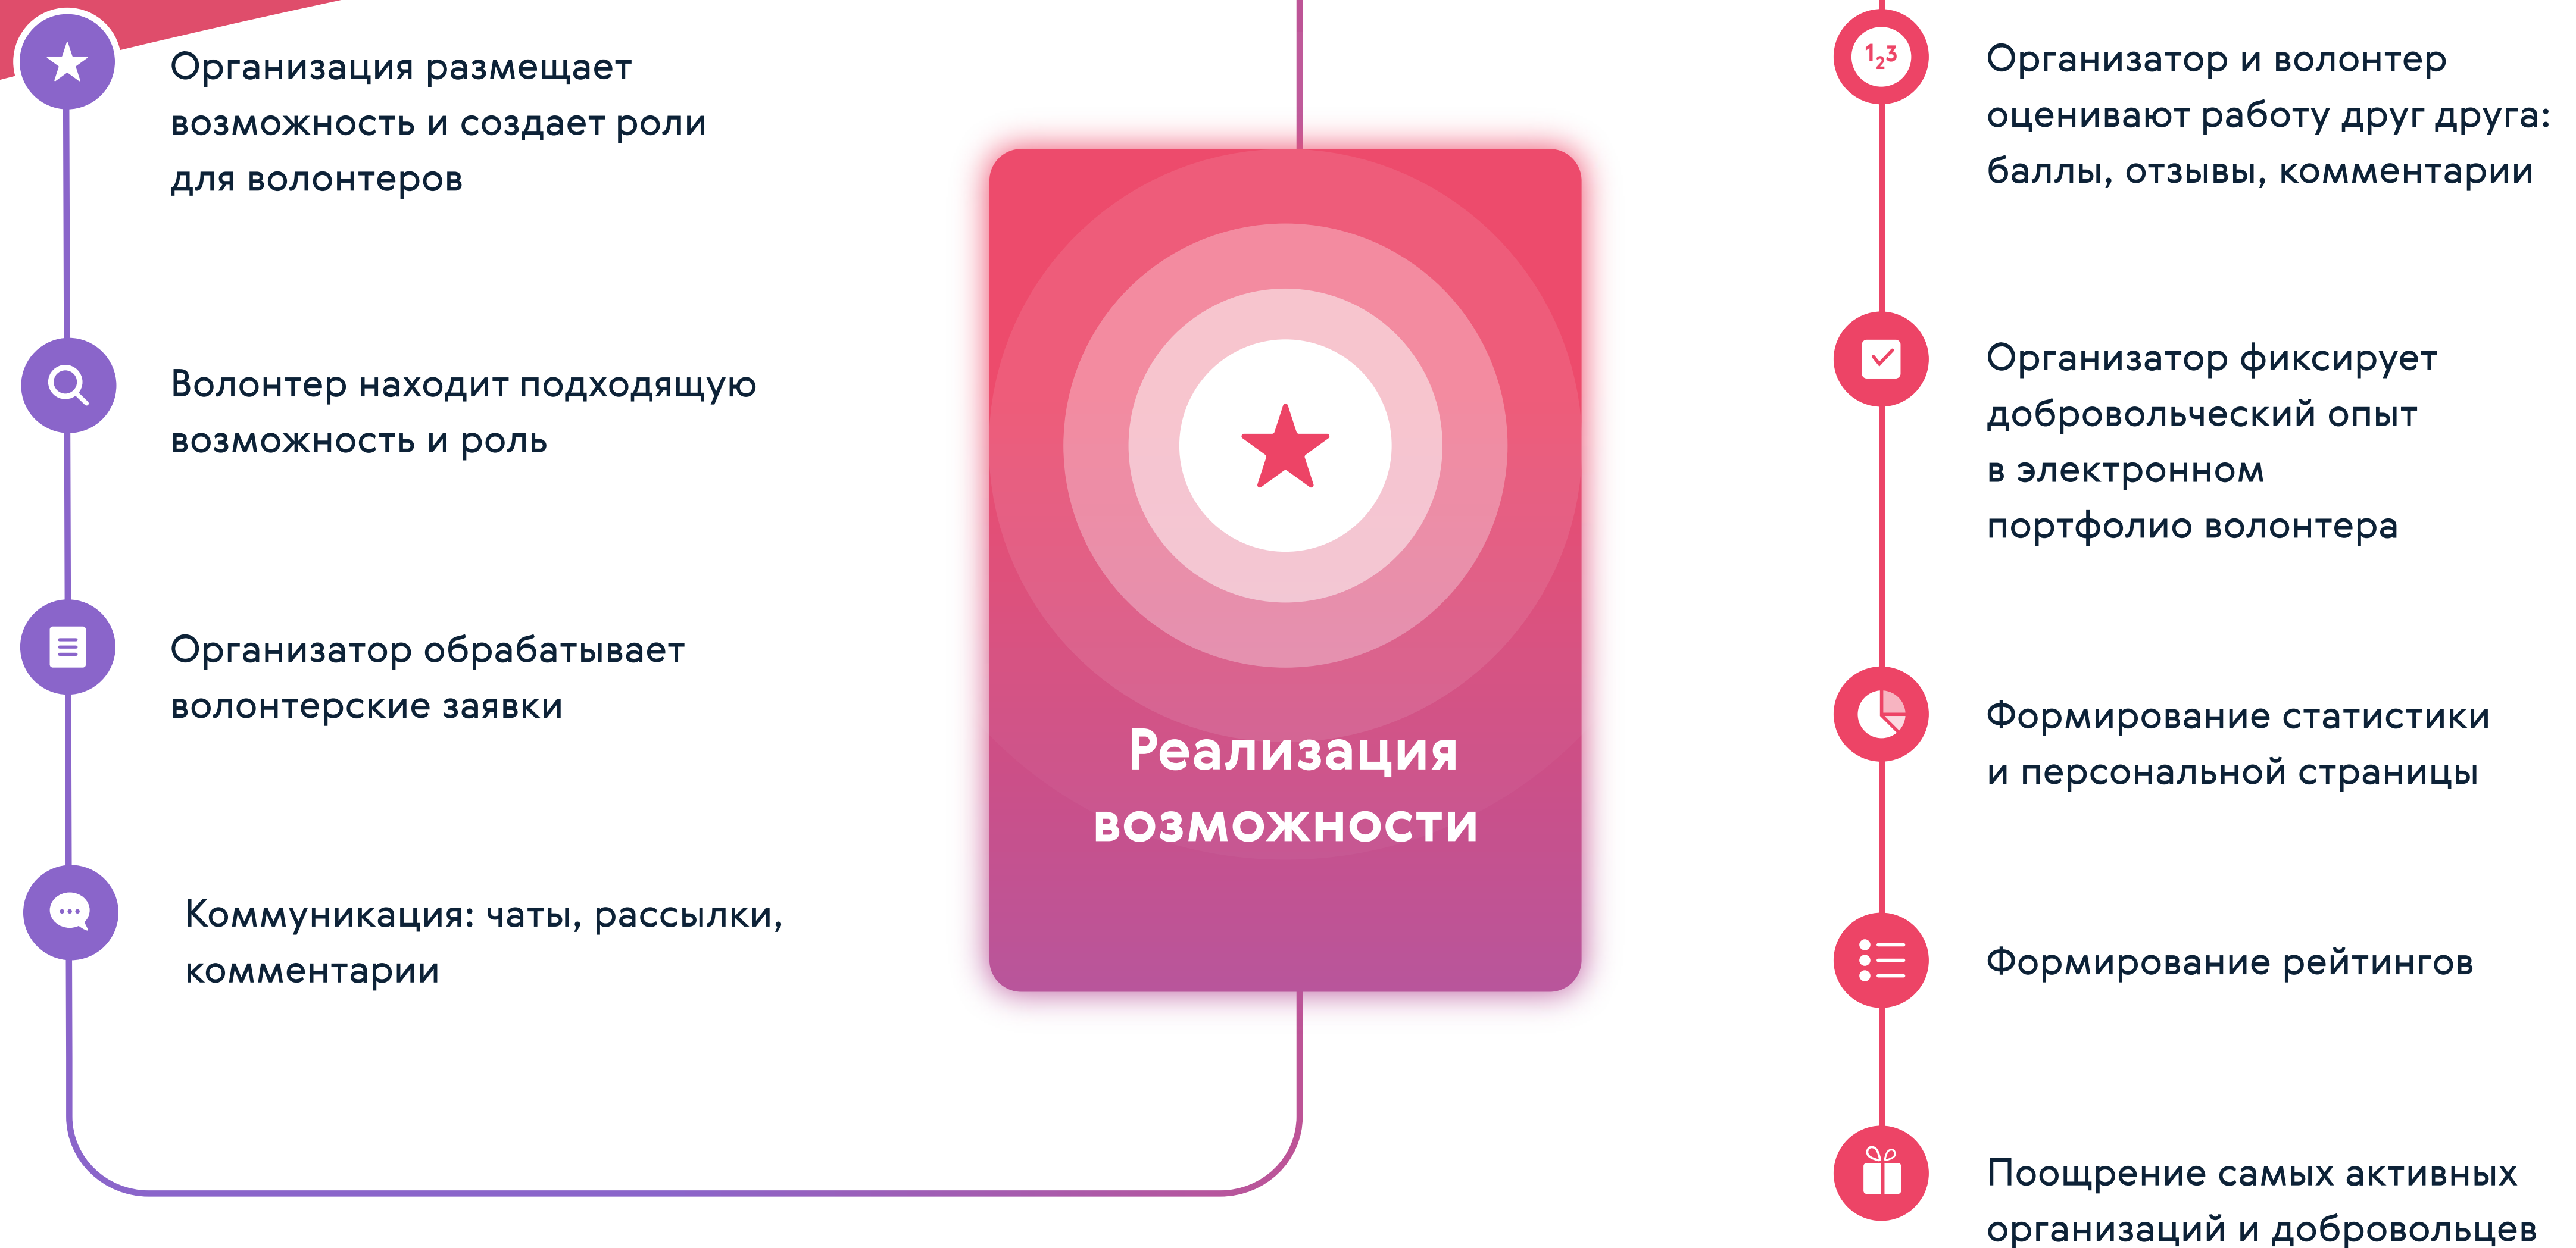 Организация размещает
возможность и создает роли
для волонтеров
Волонтер находит подходящую
возможность и роль
Организатор обрабатывает
волонтерские заявки
Коммуникация: чаты, рассылки,
комментарии
Реализация
возможности
123
Организатор и волонтер
оценивают работу друг друга:
баллы, отзывы, комментарии
Организатор фиксирует
добровольческий опыт
в электронном
портфолио волонтера
Формирование статистики
и персональной страницы
Формирование рейтингов
Поощрение самых активных
организаций и добровольцев